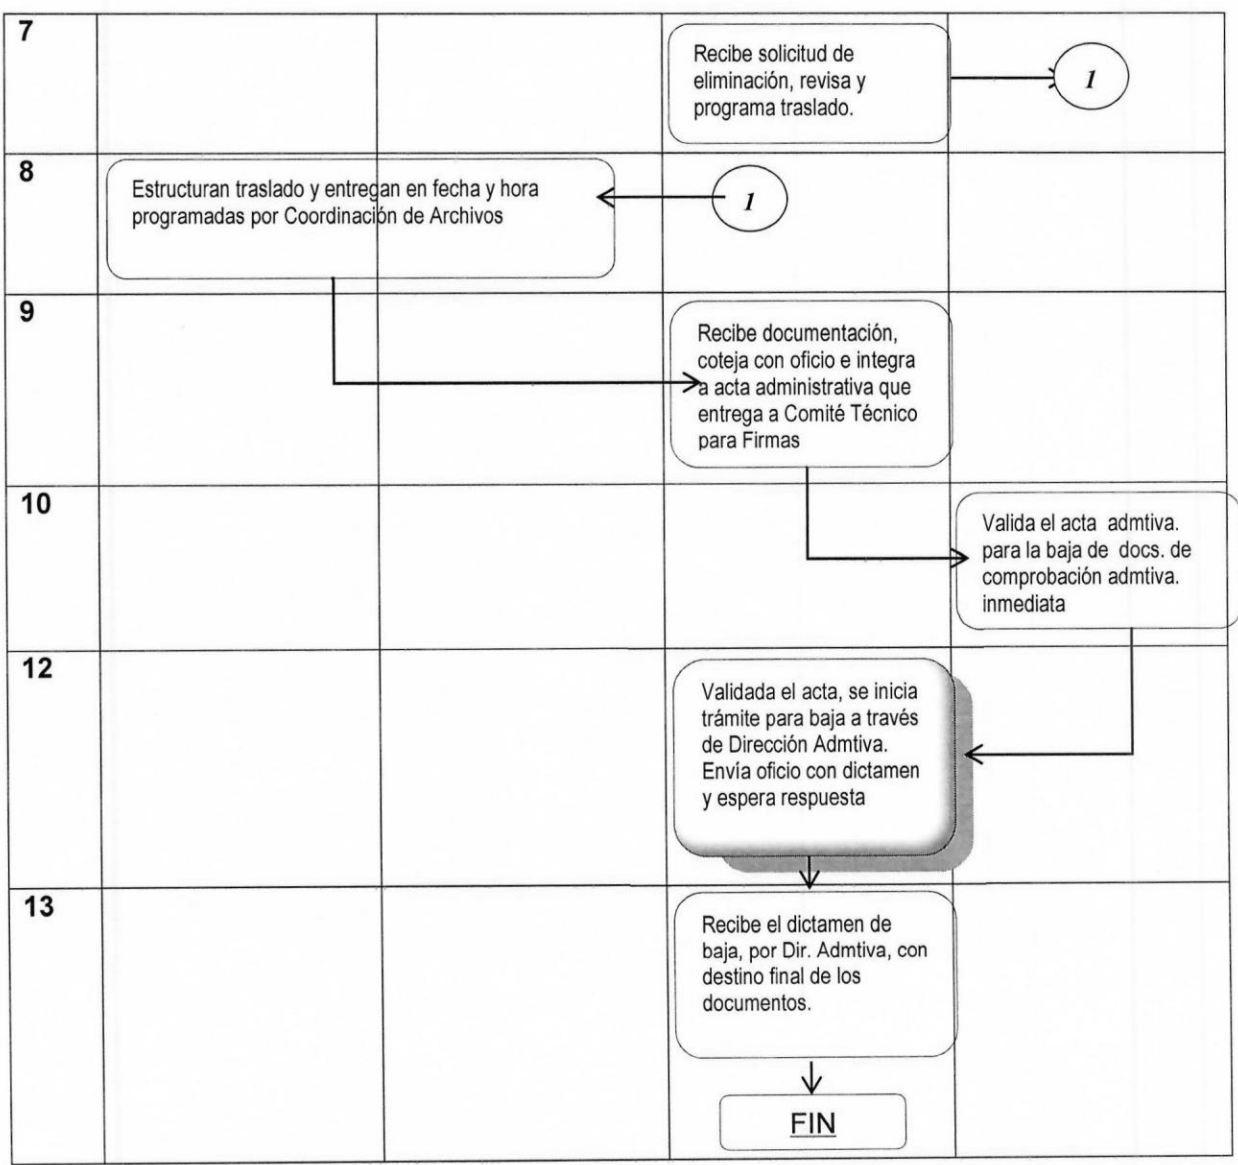 7
Recibe solicitud de
eliminación, revisa y
programa traslado.
1
8
Estructuran traslado y entregan en fecha y hora
programadas por Coordinación de Archivos
1
9
Recibe documentación,
coteja con oficio e integra
a acta administrativa que
entrega a Comité Técnico
para Firmas
10
Valida el acta admtiva.
para la baja de docs. de
comprobación admtiva.
inmediata
12
Validada el acta, se inicia
trámite para baja a través
de Dirección Admtiva.
Envía oficio con dictamen
y espera respuesta
13
Recibe el dictamen de
baja, por Dir. Admtiva, con
destino final de los
documentos.
FIN